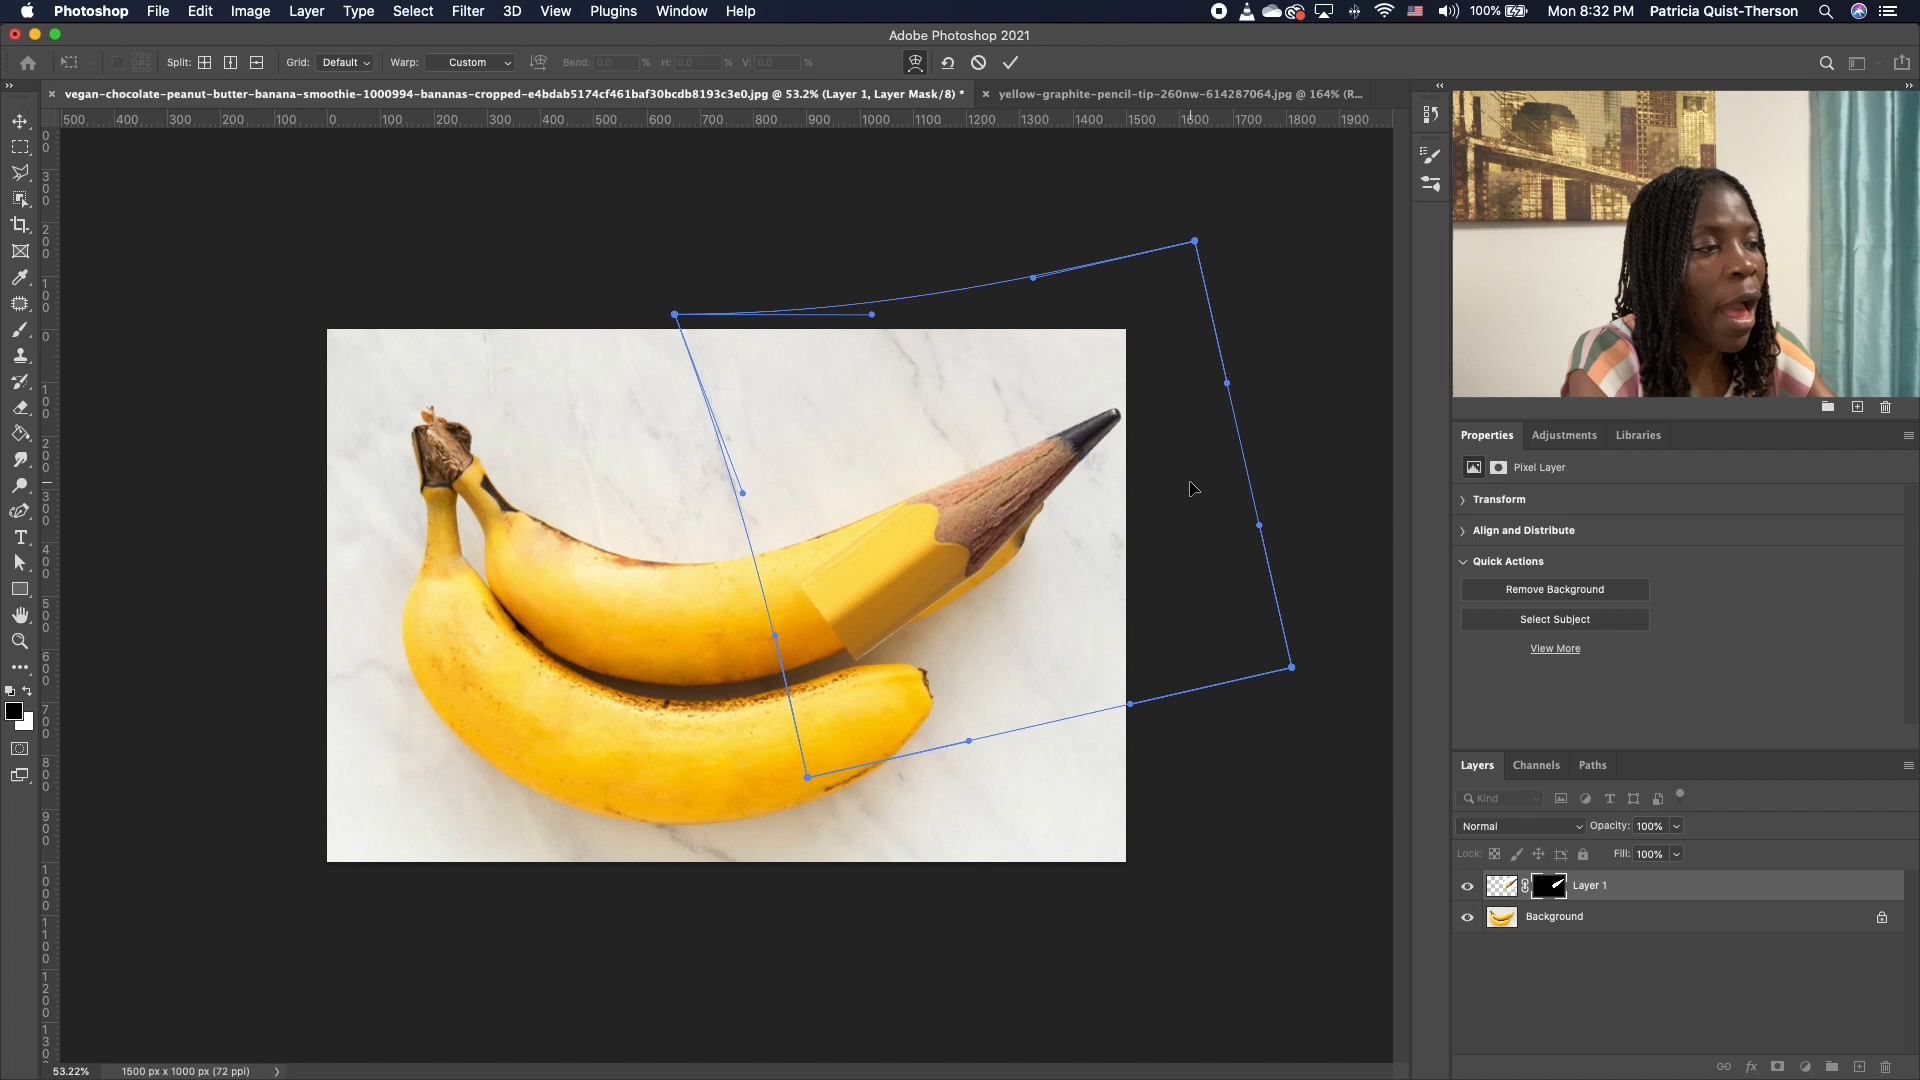 Photoshop File Edit Image Layer Type Select Filter 3D View Plugins Window Help 100% Mon 8:32 PM Patricia Quist-Therson
Adobe Photoshop 2021
Split: Grid: Default Warp: Custom Bend: 0.0 % H: 0.0 % V: 0.0 %
vegan-chocolate-peanut-butter-banana-smoothie-1000994-bananas-cropped-e4bdab5174cf461baf30bcdb8193c3e0.jpg @ 53.2% (Layer 1, Layer Mask/8) * yellow-graphite-pencil-tip-260nw-614287064.jpg @ 164% (R...
500 400 300 200 100 0 100 200 300 400 500 600 700 800 900 1000 1100 1200 1300 1400 1500 1600 1700 1800 1900
Properties Adjustments Libraries
Pixel Layer
Transform
Align and Distribute
Quick Actions
Remove Background
Select Subject
View More
Layers Channels Paths
Kind
Normal Opacity: 100%
Lock: Fill: 100%
Layer 1
Background
53.22% 1500 px x 1000 px (72 ppi)